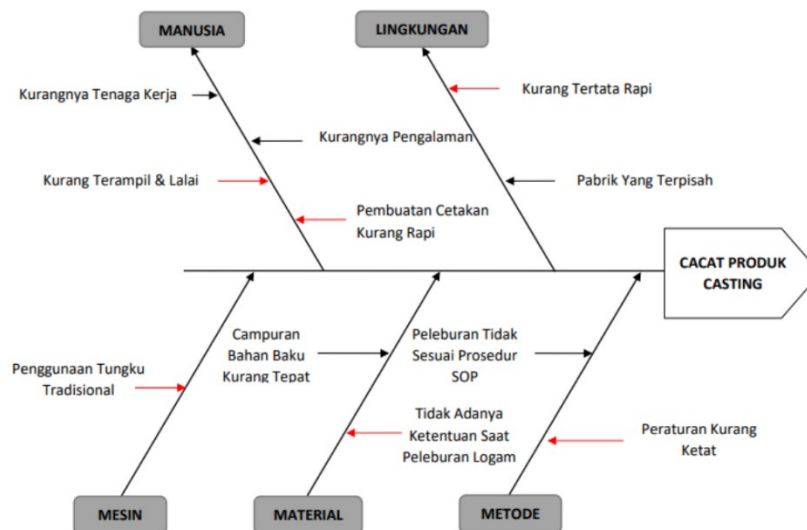 MANUSIA
LINGKUNGAN
Kurangnya Tenaga Kerja
Kurang Tertata Rapi
Kurangnya Pengalaman
Kurang Terampil & Lalai
Pabrik Yang Terpisah
Pembuatan Cetakan
Kurang Rapi
CACAT PRODUK
CASTING
Penggunaan Tungku
Tradisional
Campuran
Bahan Baku
Kurang Tepat
Peleburan Tidak
Sesuai Prosedur
SOP
Tidak Adanya
Ketentuan Saat
Peleburan Logam
Peraturan Kurang
Ketat
MESIN
MATERIAL
METODE